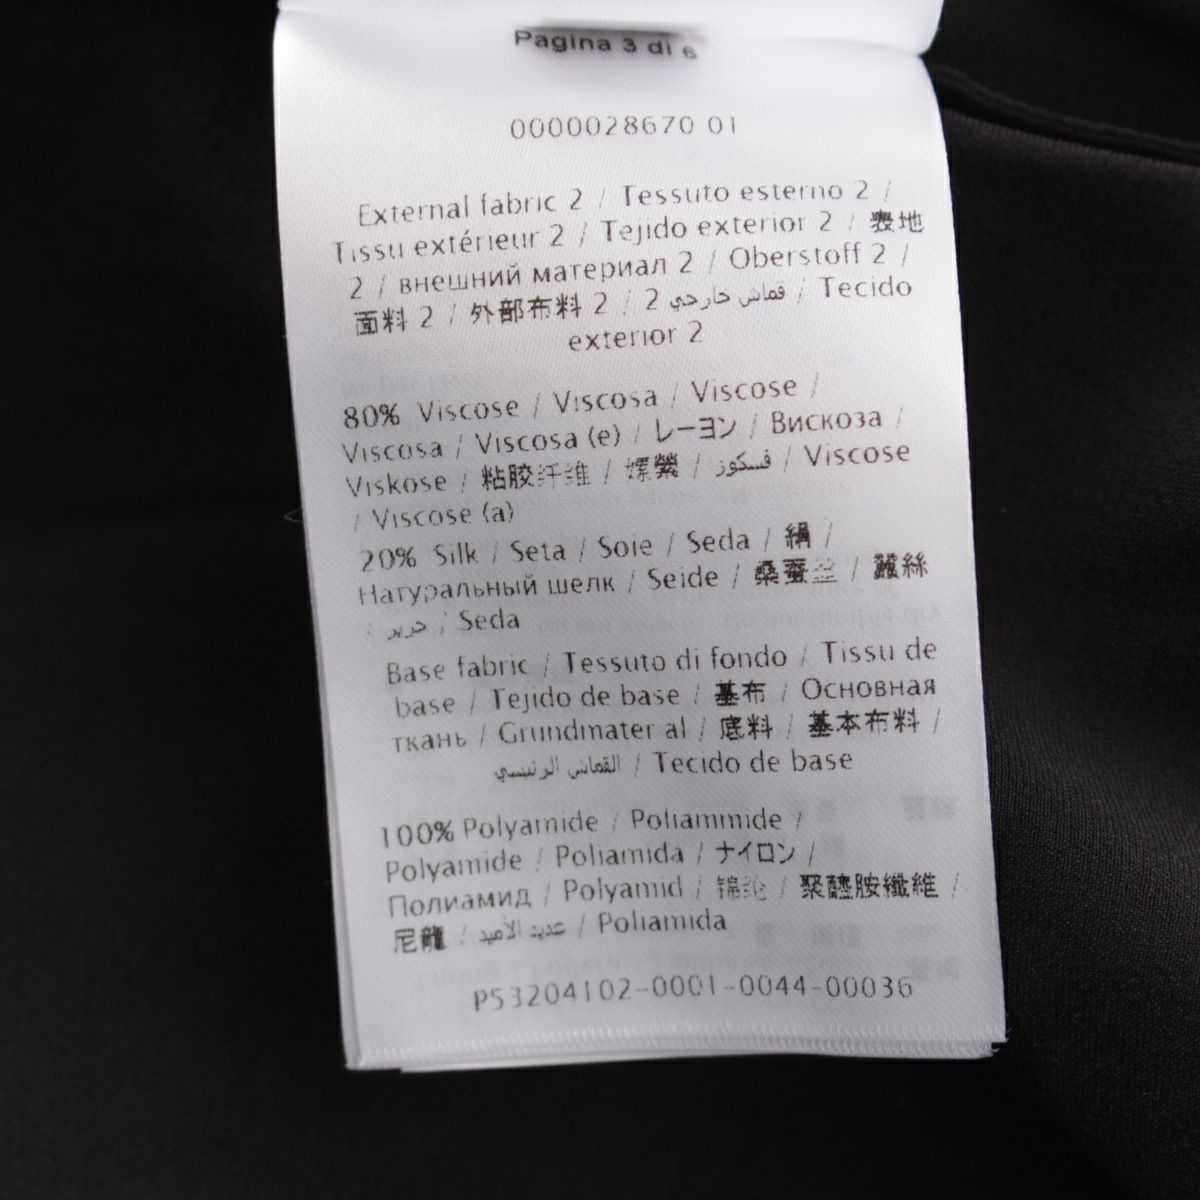 Pagina 3 di 6
0000028670 01
External fabric 2 / Tessuto esterno 2 /
Tissu extérieur 2 / Tejido exterior 2 / 表地
2 / внешний материал 2 / Oberstoff 2 /
面料 2 / 外部布料 2 / 2 قماش خارجي / Tecido
exterior 2
80% Viscose / Viscosa / Viscose /
Viscosa / Viscosa (e) / レーヨン / Вискоза /
Viskose / 粘胶纤维 / 嫘縈 / فسكوز / Viscose
/ Viscose (a)
20% Silk / Seta / Soie / Seda / 絹 /
Натуральный шелк / Seide / 桑蚕丝 / 蠶絲
/ حرير / Seda
Base fabric / Tessuto di fondo / Tissu de
base / Tejido de base / 基布 / Основная
ткань / Grundmaterial / 底料 / 基本布料 /
القماش الرئيسي / Tecido de base
100% Polyamide / Poliammide /
Polyamide / Poliamida / ナイロン /
Полиамид / Polyamid / 锦纶 / 聚醯胺纖維 /
尼龍 / عديد الأميد / Poliamida
P53204102-0001-0044-00036